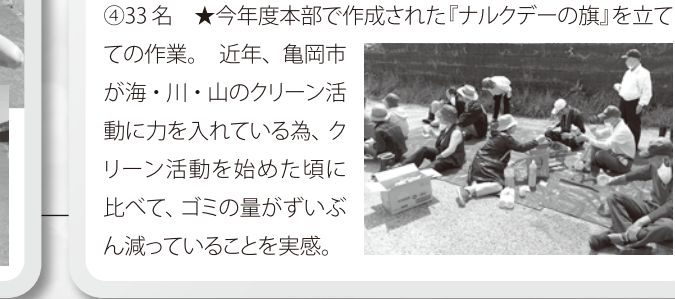 ④33名　★今年度本部で作成された『ナルクデーの旗』を立て
ての作業。　近年、亀岡市
が海・川・山のクリーン活
動に力を入れている為、ク
リーン活動を始めた頃に
比べて、ゴミの量がずいぶ
ん減っていることを実感。